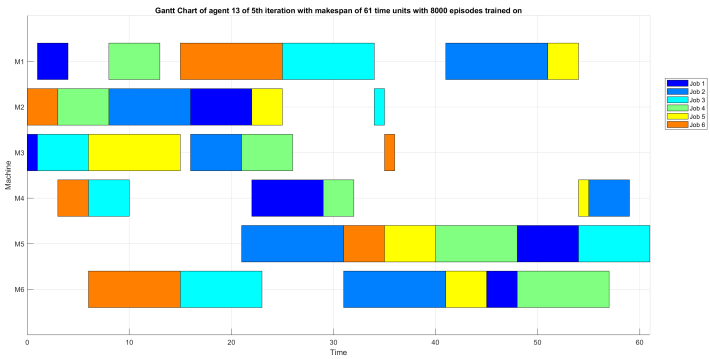 Gantt Chart of agent 13 of 5th iteration with makespan of 61 time units with 8000 episodes trained on
M1
M2
M3
M4
M5
M6
Machine
0 10 20 30 40 50 60
Time
Job 1
Job 2
Job 3
Job 4
Job 5
Job 6